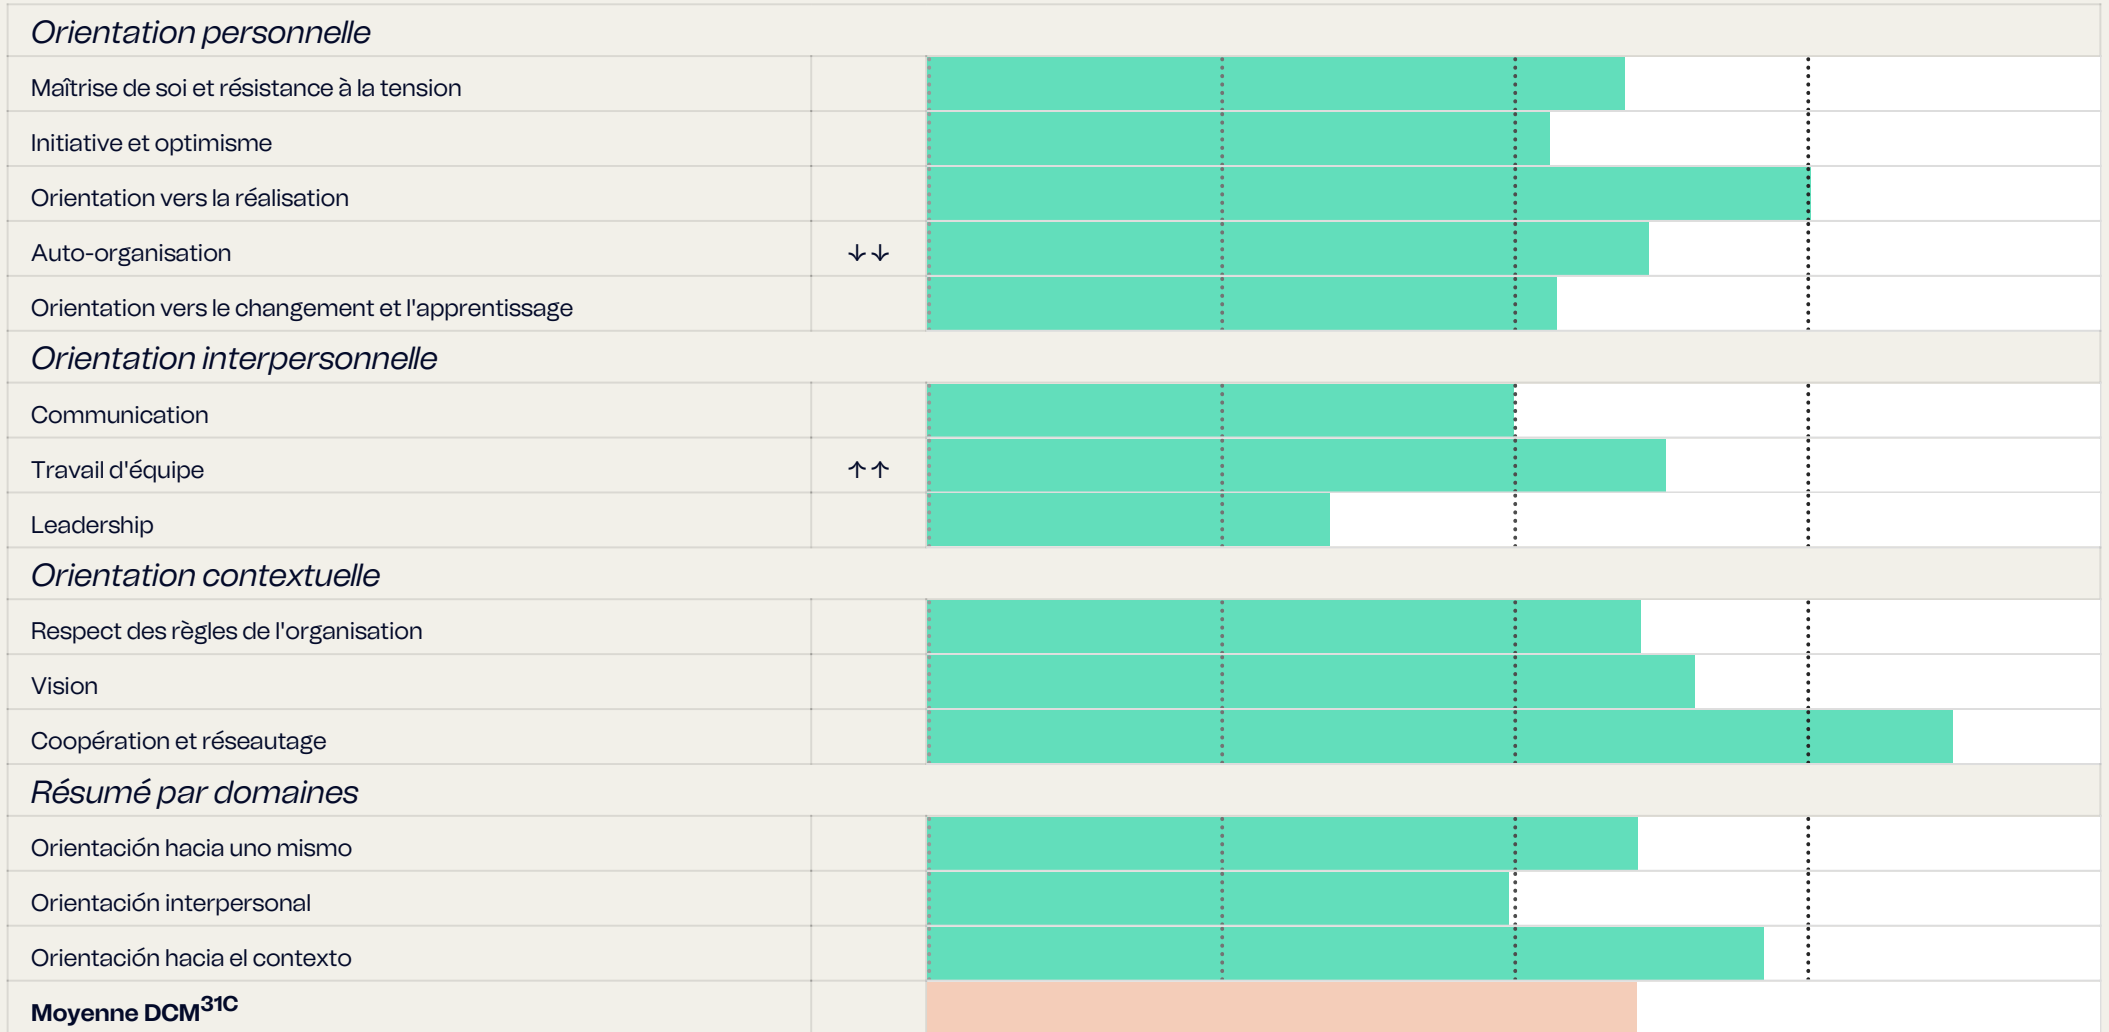 Orientation personnelle
Maîtrise de soi et résistance à la tension
Initiative et optimisme
Orientation vers la réalisation
Auto-organisation ↓↓
Orientation vers le changement et l'apprentissage
Orientation interpersonnelle
Communication
Travail d'équipe ↑↑
Leadership
Orientation contextuelle
Respect des règles de l'organisation
Vision
Coopération et réseautage
Résumé par domaines
Orientación hacia uno mismo
Orientación interpersonal
Orientación hacia el contexto
Moyenne DCM31C